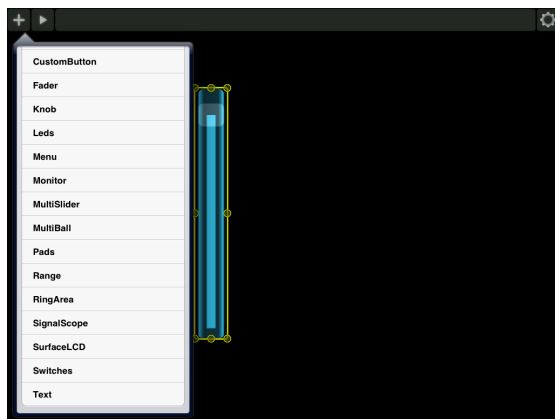 CustomButton
Fader
Knob
Leds
Menu
Monitor
MultiSlider
MultiBall
Pads
Range
RingArea
SignalScope
SurfaceLCD
Switches
Text